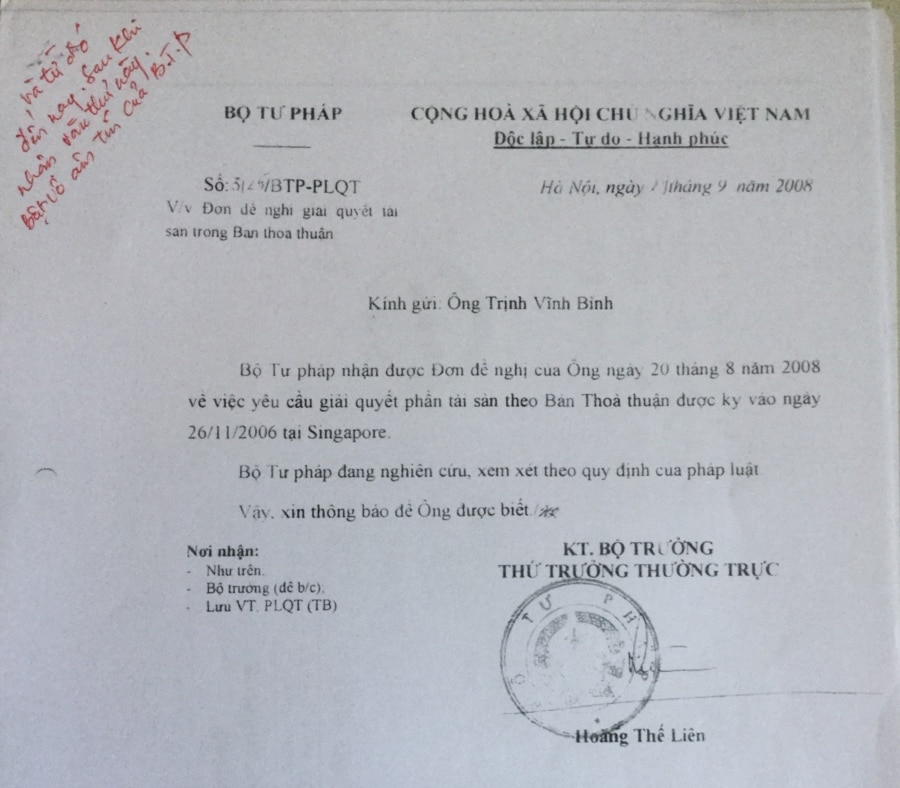 và từ đó
đến nay. Sau khi
nhận văn thư này.
Bặt vô âm tín của B.T.P
BỘ TƯ PHÁP
CỘNG HOÀ XÃ HỘI CHỦ NGHĨA VIỆT NAM
Độc lập - Tự do - Hạnh phúc
Số: /BTP-PLQT
Hà Nội, ngày tháng 9 năm 2008
V/v Đơn đề nghị giải quyết tài
sản trong Bản thoả thuận
Kính gửi: Ông Trịnh Vĩnh Bình
Bộ Tư pháp nhận được Đơn đề nghị của Ông ngày 20 tháng 8 năm 2008
về việc yêu cầu giải quyết phần tài sản theo Bản Thoả thuận được ký vào ngày
26/11/2006 tại Singapore.
Bộ Tư pháp đang nghiên cứu, xem xét theo quy định của pháp luật
Vậy, xin thông báo để Ông được biết./.
Nơi nhận:
- Như trên;
- Bộ trưởng (để b/c);
- Lưu VT, PLQT (TB)
KT. BỘ TRƯỞNG
THỨ TRƯỞNG THƯỜNG TRỰC
TƯ PH
Hoàng Thế Liên